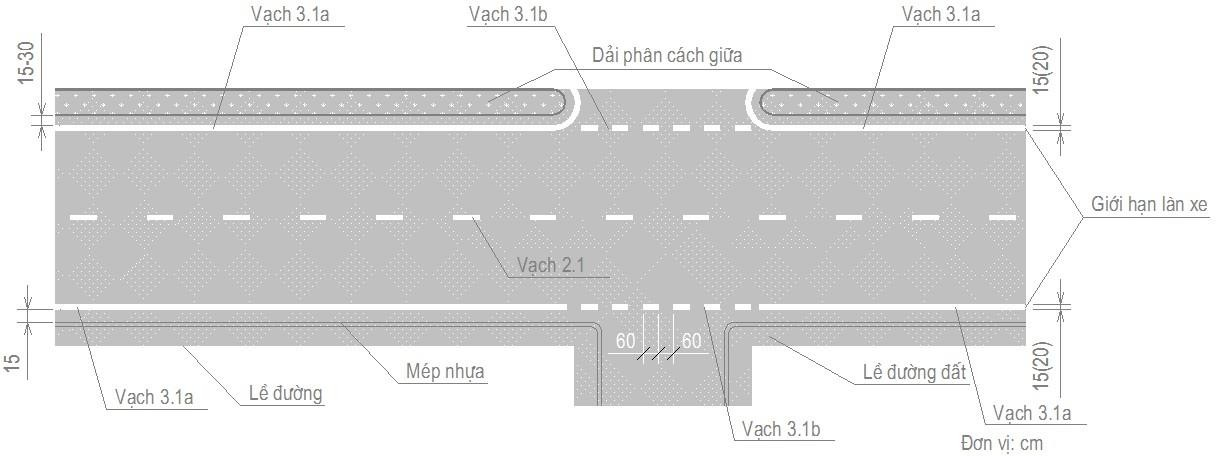 Vạch 3.1a
Vạch 3.1b
Vạch 3.1a
15-30
Dải phân cách giữa
15(20)
Giới hạn làn xe
Vạch 2.1
60
60
15
Mép nhựa
Lề đường đất
15(20)
Vạch 3.1a
Lề đường
Vạch 3.1a
Vạch 3.1b
Đơn vị: cm